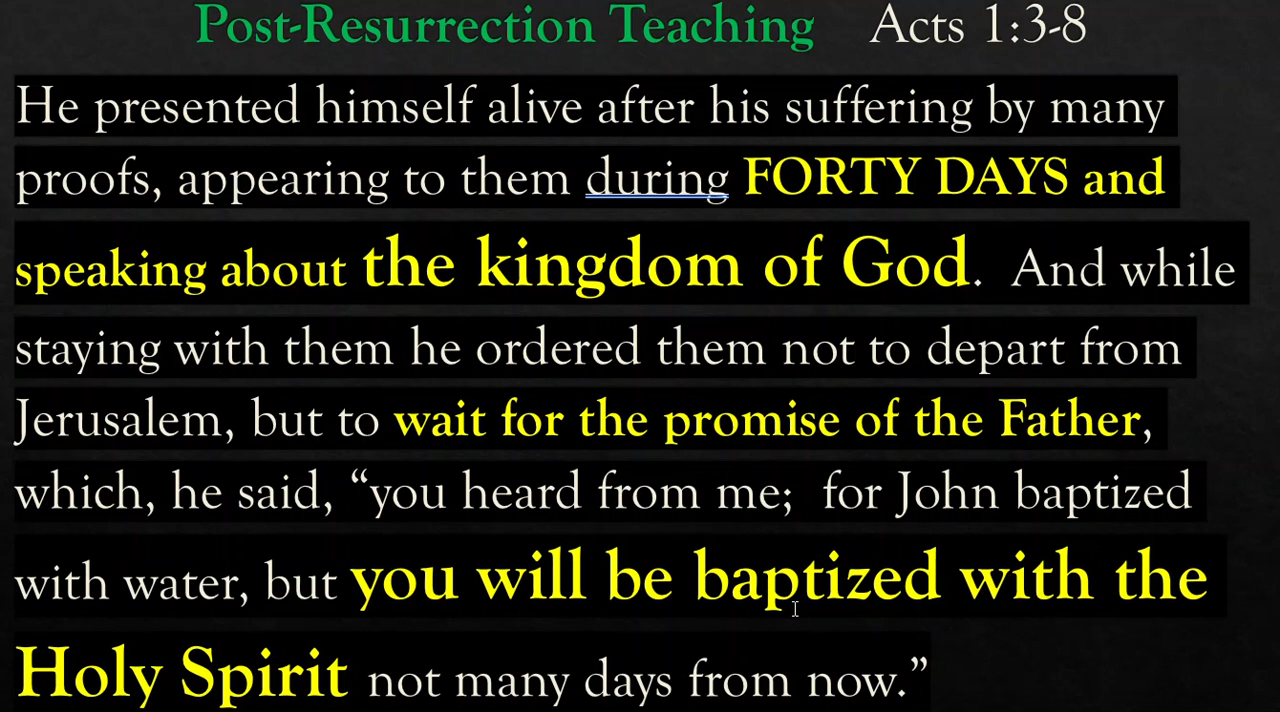 Post-Resurrection Teaching Acts 1:3-8
He presented himself alive after his suffering by many
proofs, appearing to them during FORTY DAYS and
speaking about the kingdom of God. And while
staying with them he ordered them not to depart from
Jerusalem, but to wait for the promise of the Father,
which, he said, “you heard from me; for John baptized
with water, but you will be baptized with the
Holy Spirit not many days from now.”